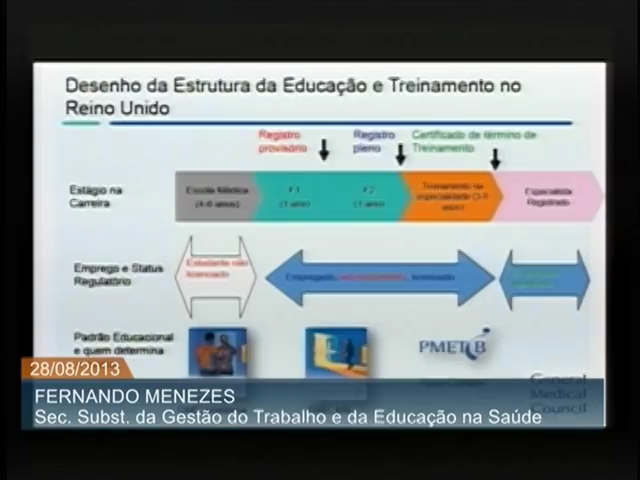 Desenho da Estrutura da Educação e Treinamento no
Reino Unido
Registro
provisório
Registro
pleno
Certificado de término de
Treinamento
Estágio na
Carreira
Escola Médica
(4-6 anos)
F1
(1 ano)
F2
(1 ano)
Treinamento na
especialidade
anos)
Especialista
Registrado
Emprego e Status
Regulatório
Estudante não
licenciado
Empregado, licenciado
Padrão Educacional
e quem determina
PMETB
General
Medical
Council
28/08/2013
FERNANDO MENEZES
Sec. Subst. da Gestão do Trabalho e da Educação na Saúde